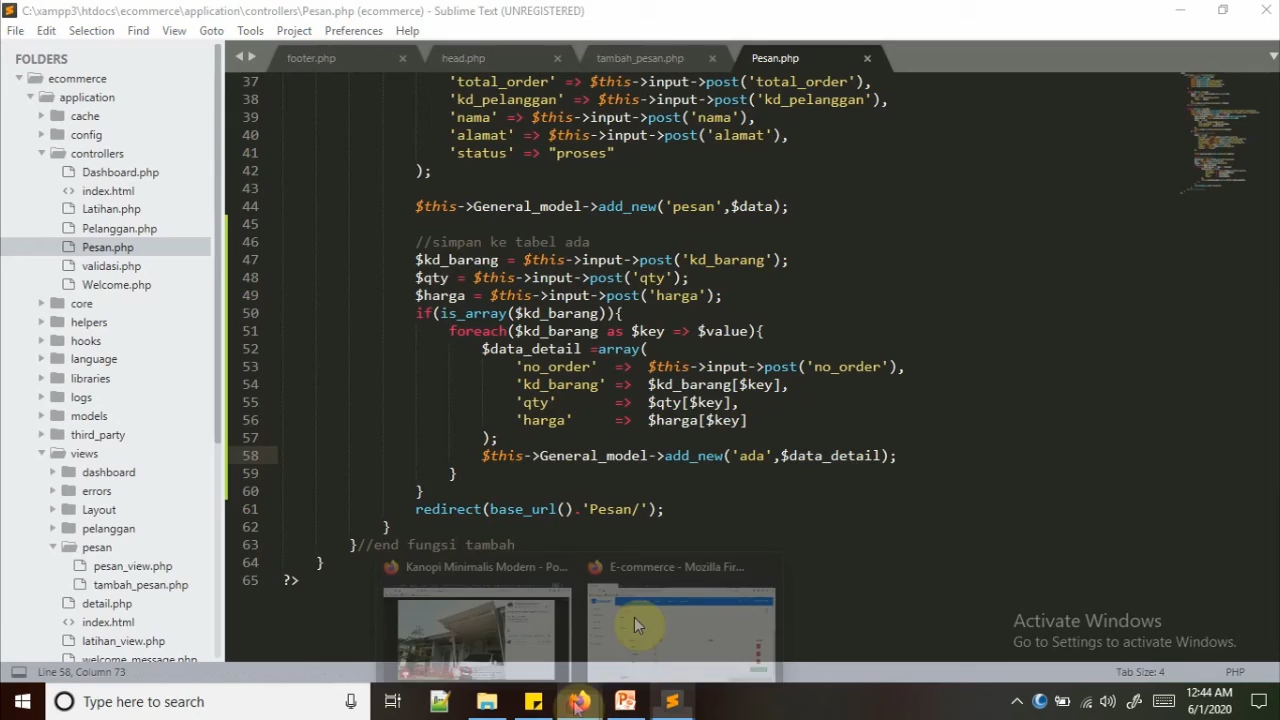 C:\xampp3\htdocs\ecommerce\application\controllers\Pesan.php (ecommerce) - Sublime Text (UNREGISTERED)
File Edit Selection Find View Goto Tools Project Preferences Help
FOLDERS
footer.php
head.php
tambah_pesan.php
Pesan.php
ecommerce
application
cache
config
controllers
Dashboard.php
index.html
Latihan.php
Pelanggan.php
Pesan.php
validasi.php
Welcome.php
core
helpers
hooks
language
libraries
logs
models
third_party
views
dashboard
errors
Layout
pelanggan
pesan
pesan_view.php
tambah_pesan.php
detail.php
index.html
latihan_view.php
welcome_message.php
37 'total_order' => $this->input->post('total_order'),
38 'kd_pelanggan' => $this->input->post('kd_pelanggan'),
39 'nama' => $this->input->post('nama'),
40 'alamat' => $this->input->post('alamat'),
41 'status' => "proses"
42 );
43
44 $this->General_model->add_new('pesan',$data);
45
46 //simpan ke tabel ada
47 $kd_barang = $this->input->post('kd_barang');
48 $qty = $this->input->post('qty');
49 $harga = $this->input->post('harga');
50 if(is_array($kd_barang)){
51 foreach($kd_barang as $key => $value){
52 $data_detail =array(
53 'no_order' => $this->input->post('no_order'),
54 'kd_barang' => $kd_barang[$key],
55 'qty' => $qty[$key],
56 'harga' => $harga[$key]
57 );
58 $this->General_model->add_new('ada',$data_detail);
59 }
60 }
61 redirect(base_url().'Pesan/');
62 }
63 }//end fungsi tambah
64 }
65 ?>
Kanopi Minimalis Modern - Po...
E-commerce - Mozilla Fir...
Activate Windows
Go to Settings to activate Windows.
Line 58, Column 73
Tab Size: 4
PHP
Type here to search
12:44 AM
6/1/2020